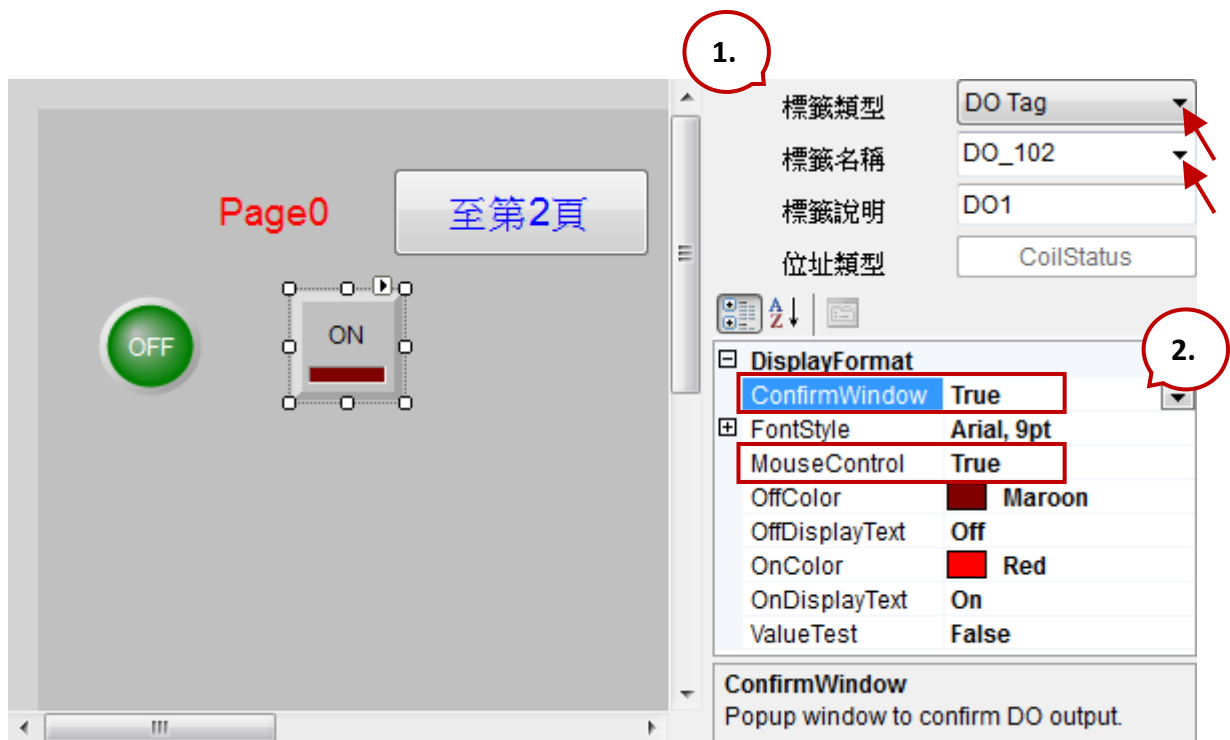 1.
標籤類型 DO Tag
標籤名稱 DO_102
標籤說明 DO1
位址類型 CoilStatus
Page0 至第2頁
OFF
ON
A
Z
2.
DisplayFormat
ConfirmWindow True
FontStyle Arial, 9pt
MouseControl True
OffColor Maroon
OffDisplayText Off
OnColor Red
OnDisplayText On
ValueTest False
ConfirmWindow
Popup window to confirm DO output.